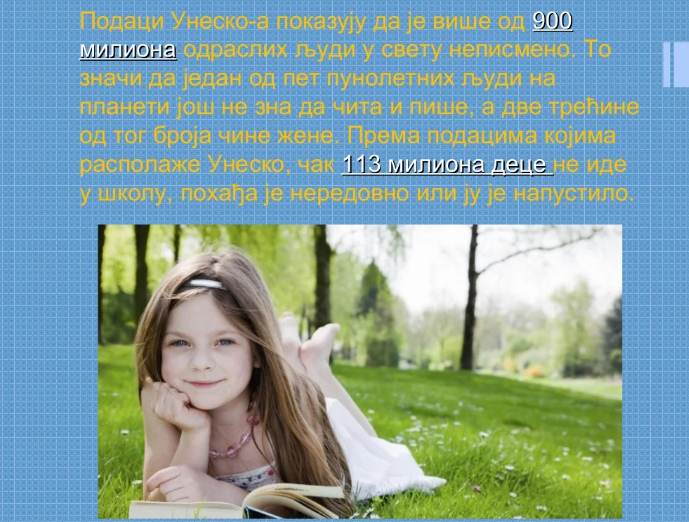 Подаци Унеско-а показују да је више од 900
милиона одраслих људи у свету неписмено. То
значи да један од пет пунолетних људи на
планети још не зна да чита и пише, а две трећине
од тог броја чине жене. Према подацима којима
располаже Унеско, чак 113 милиона деце не иде
у школу, похађа је нередовно или ју је напустило.